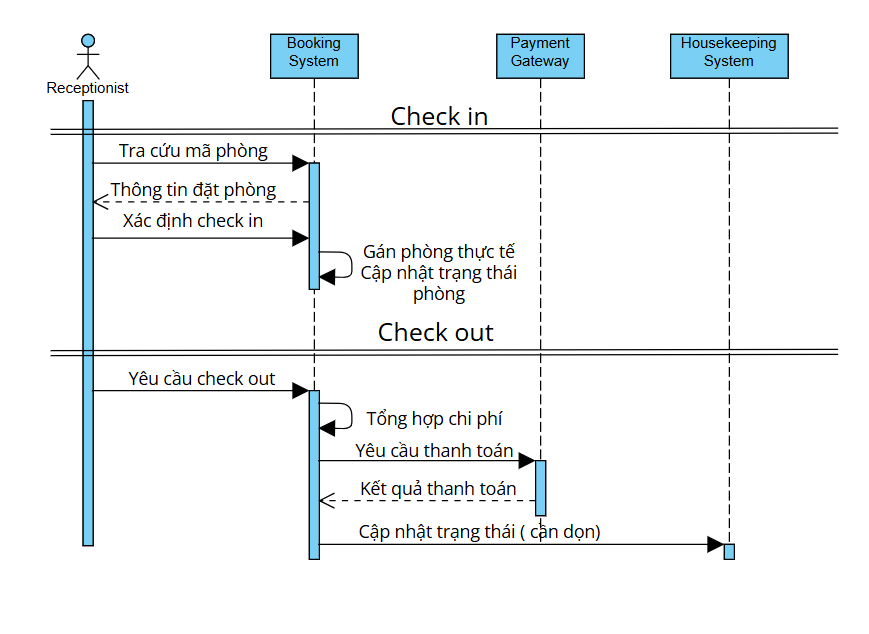 Receptionist
Booking
System
Payment
Gateway
Housekeeping
System
Check in
Tra cứu mã phòng
Thông tin đặt phòng
Xác định check in
Gán phòng thực tế
Cập nhật trạng thái
phòng
Check out
Yêu cầu check out
Tổng hợp chi phí
Yêu cầu thanh toán
Kết quả thanh toán
Cập nhật trạng thái ( cần dọn)